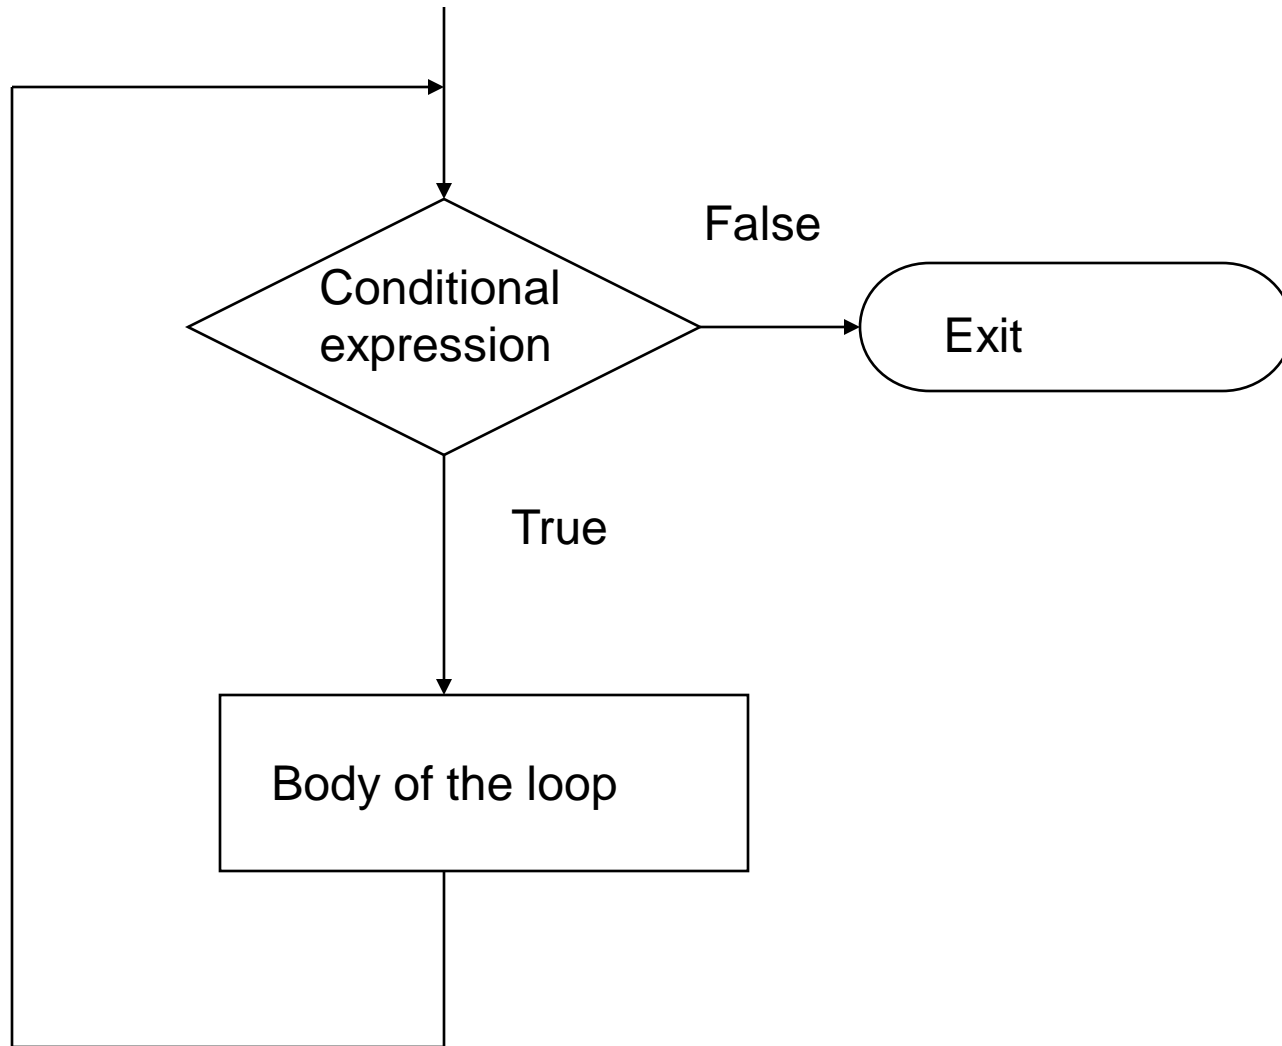 False
Conditional
expression
Exit
True
Body of the loop